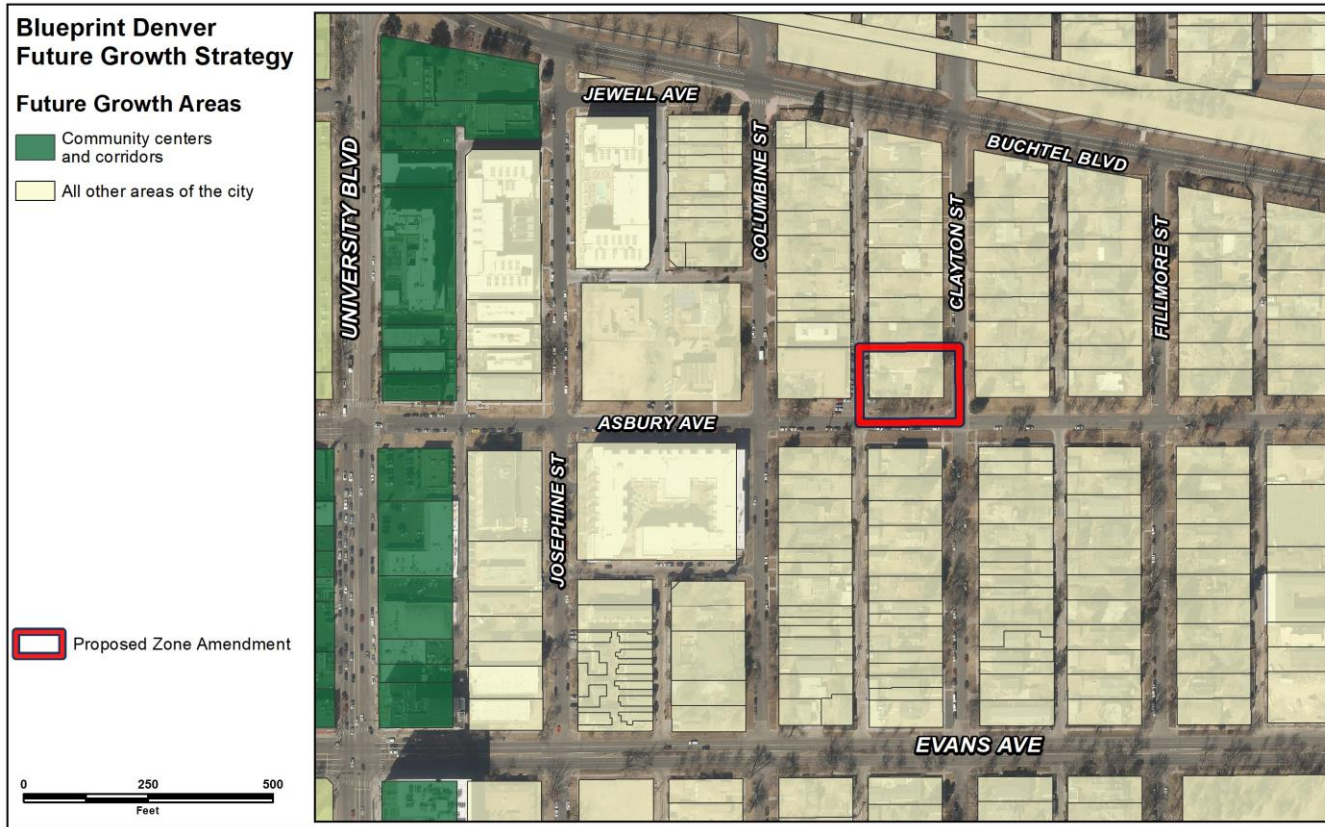 Blueprint Denver
Future Growth Strategy
Future Growth Areas
Community centers
and corridors
All other areas of the city
Proposed Zone Amendment
0 250 500
Feet
JEWELL AVE
BUCHTEL BLVD
UNIVERSITY BLVD
COLUMBINE ST
CLAYTON ST
FILLMORE ST
ASBURY AVE
JOSEPHINE ST
EVANS AVE